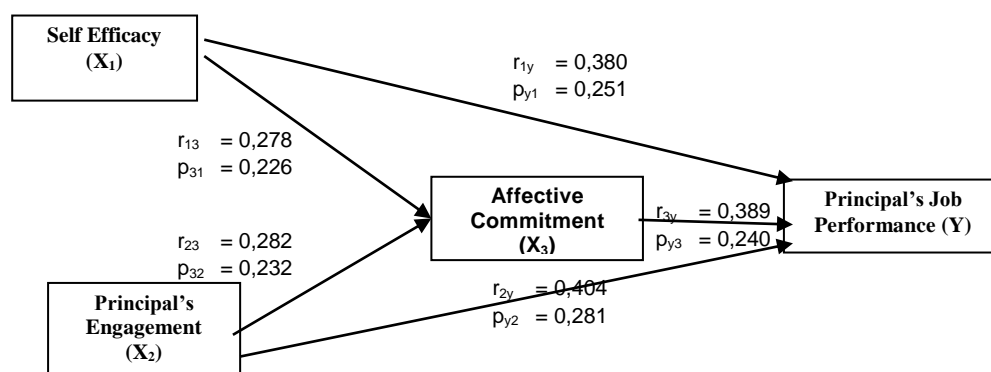 Self Efficacy
(X₁)
r₁y = 0,380
py₁ = 0,251
r₁₃ = 0,278
p₃₁ = 0,226
Affective
Commitment
(X₃)
r₃y = 0,389
py₃ = 0,240
Principal's Job
Performance (Y)
r₂₃ = 0,282
p₃₂ = 0,232
Principal's
Engagement
(X₂)
r₂y = 0,404
py₂ = 0,281